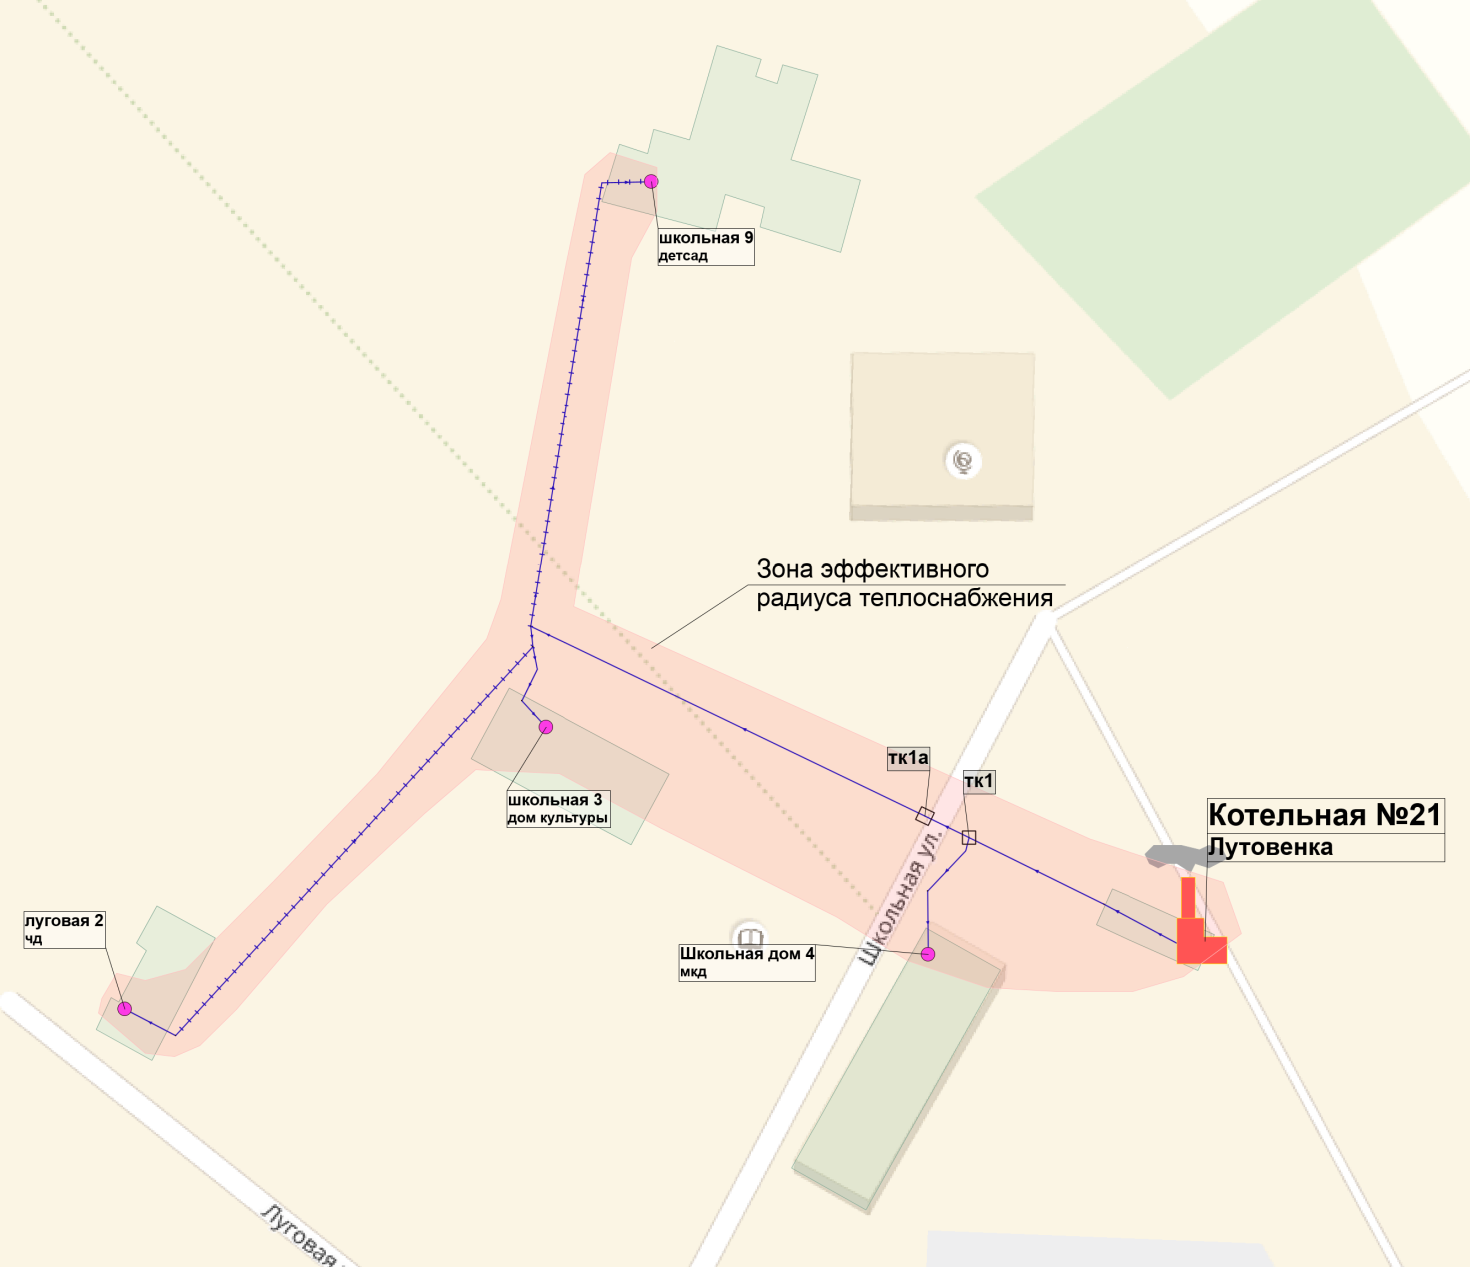 школьная 9
детсад
Зона эффективного
радиуса теплоснабжения
тк1а
тк1
школьная 3
дом культуры
Котельная №21
Лутовенка
Школьная ул.
луговая 2
чд
Школьная дом 4
мкд
Луговая